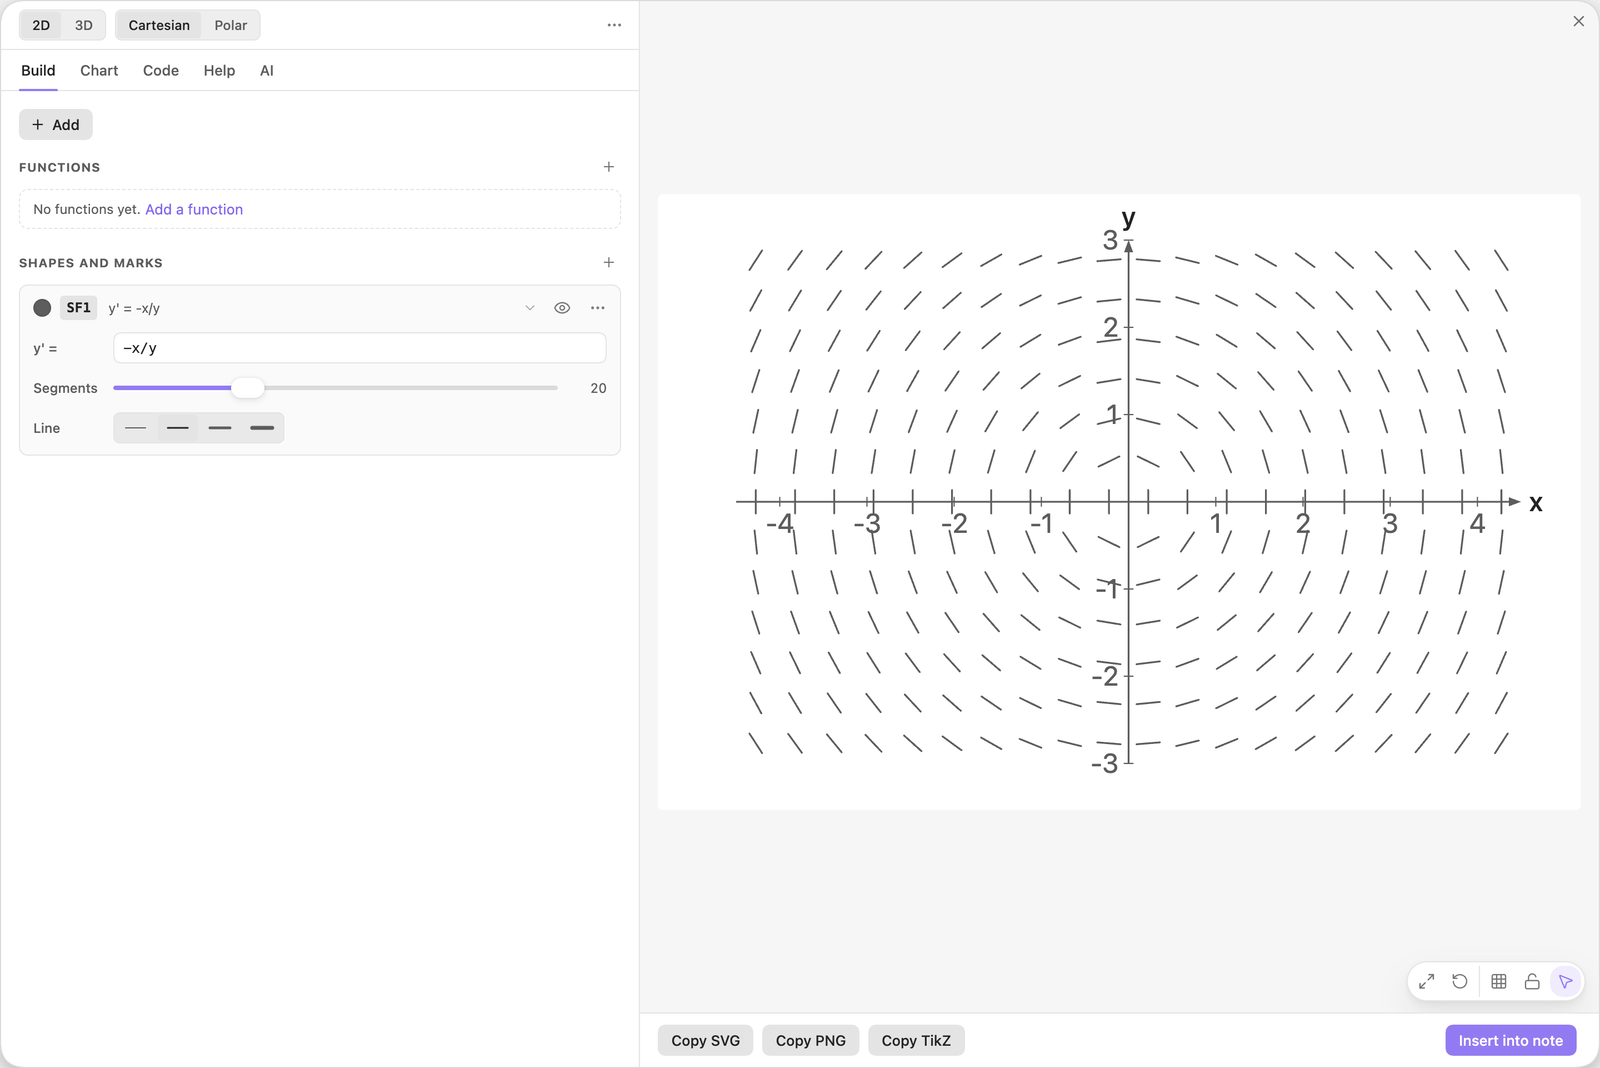 2D 3D Cartesian Polar
Build Chart Code Help AI
+ Add
FUNCTIONS
No functions yet. Add a function
SHAPES AND MARKS
SF1 y' = -x/y
y' = −x/y
Segments 20
Line
y
3
2
1
-4 -3 -2 -1 1 2 3 4 x
-1
-2
-3
Copy SVG Copy PNG Copy TikZ Insert into note